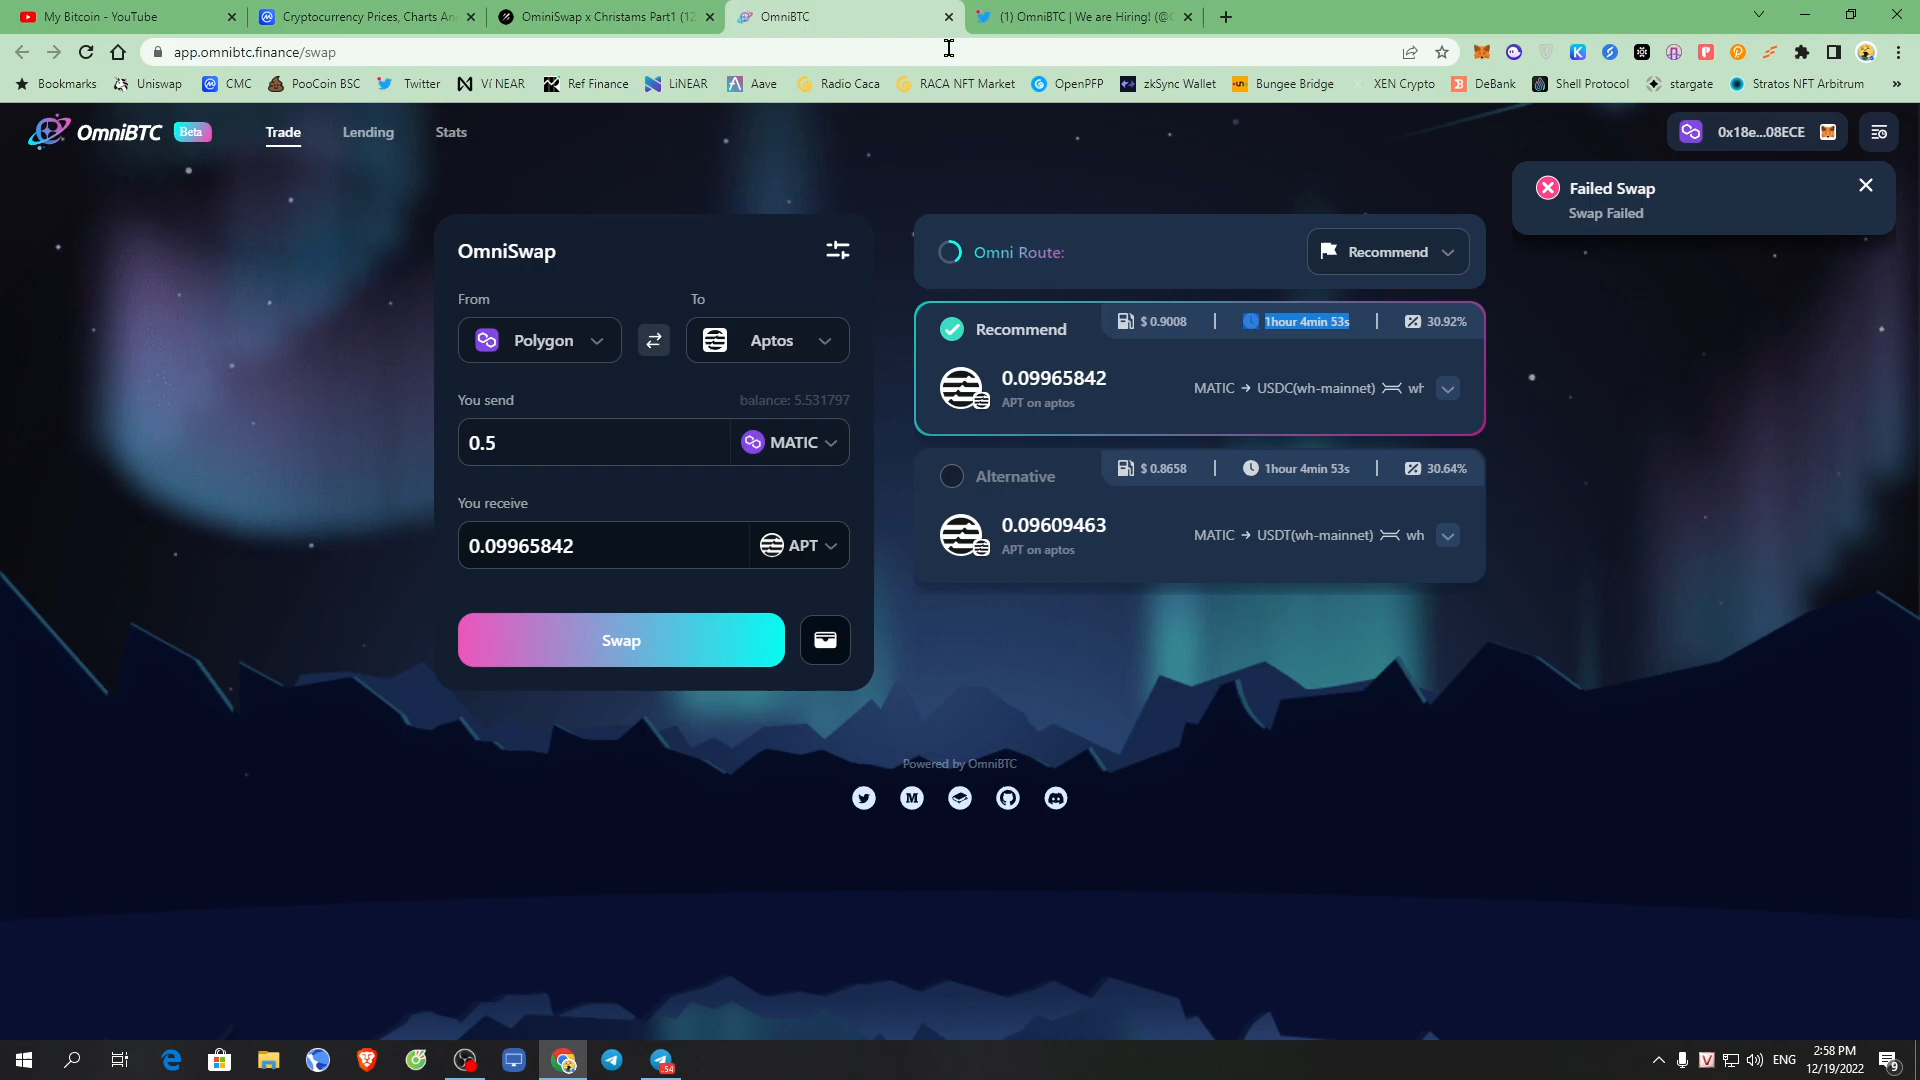 My Bitcoin - YouTube
Cryptocurrency Prices, Charts An
OminiSwap x Christams Part1 (12
OmniBTC
(1) OmniBTC | We are Hiring! (@C
app.omnibtc.finance/swap
Bookmarks
Uniswap
CMC
PooCoin BSC
Twitter
Ví NEAR
Ref Finance
LiNEAR
Aave
Radio Caca
RACA NFT Market
OpenPFP
zkSync Wallet
Bungee Bridge
XEN Crypto
DeBank
Shell Protocol
stargate
Stratos NFT Arbitrum
»
OmniBTC Beta
Trade
Lending
Stats
0x18e...08ECE
Failed Swap
Swap Failed
OmniSwap
From
To
Polygon
Aptos
You send
balance: 5.531797
0.5
MATIC
You receive
0.09965842
APT
Swap
Omni Route:
Recommend
Recommend
$ 0.9008 | 1hour 4min 53s | 30.92%
0.09965842
APT on aptos
MATIC → USDC(wh-mainnet) wh
Alternative
$ 0.8658 | 1hour 4min 53s | 30.64%
0.09609463
APT on aptos
MATIC → USDT(wh-mainnet) wh
Powered by OmniBTC
M
54
V
ENG
2:58 PM
12/19/2022
9